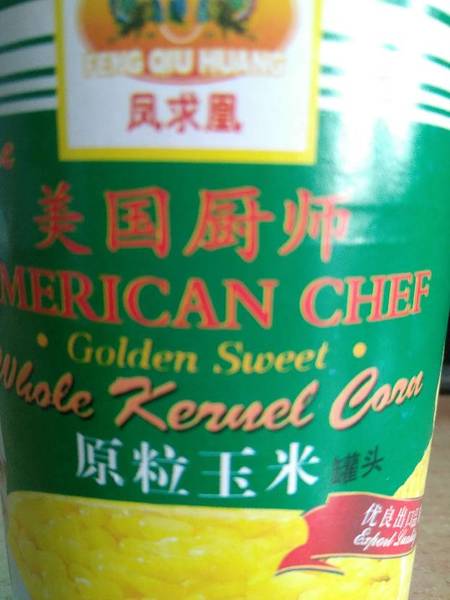 FENG QIU HUANG
凤求凰
美国厨师
MERICAN CHEF
• Golden Sweet •
Whole Kernel Corn
原粒玉米 罐头
优良出口
Export